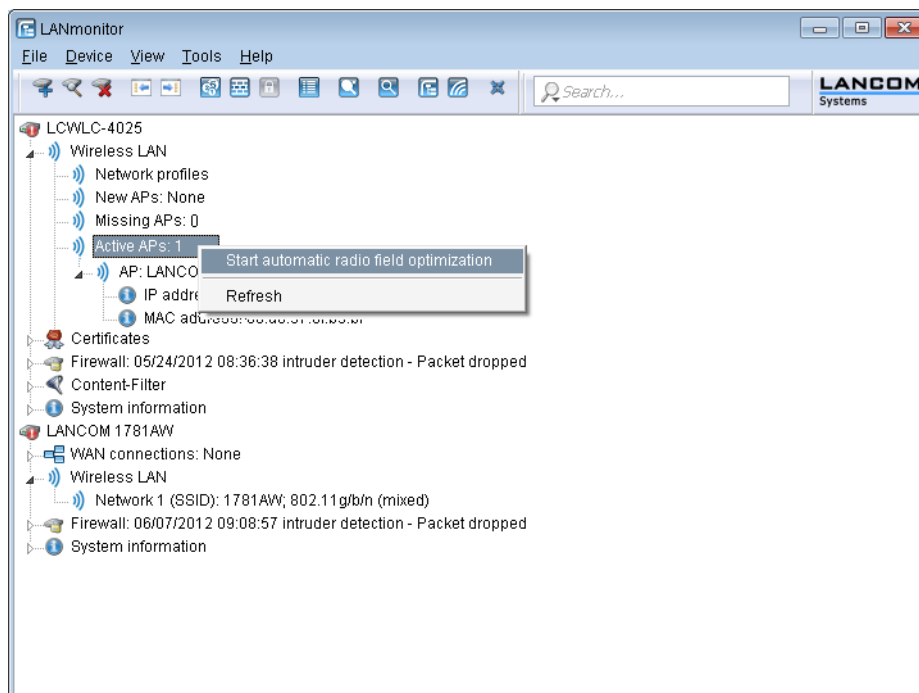 LANmonitor
File Device View Tools Help
Search...
LANCOM
Systems
LCWLC-4025
Wireless LAN
Network profiles
New APs: None
Missing APs: 0
Active APs: 1
Start automatic radio field optimization
AP: LANCO
IP addre
Refresh
MAC
Certificates
Firewall: 05/24/2012 08:36:38 intruder detection - Packet dropped
Content-Filter
System information
LANCOM 1781AW
WAN connections: None
Wireless LAN
Network 1 (SSID): 1781AW; 802.11g/b/n (mixed)
Firewall: 06/07/2012 09:08:57 intruder detection - Packet dropped
System information